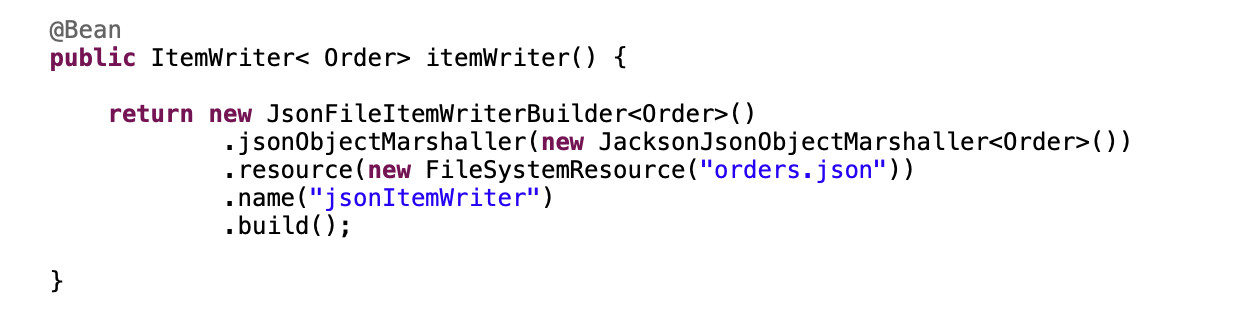 @Bean
public ItemWriter< Order> itemWriter() {
return new JsonFileItemWriterBuilder<Order>()
.jsonObjectMarshaller(new JacksonJsonObjectMarshaller<Order>())
.resource(new FileSystemResource("orders.json"))
.name("jsonItemWriter")
.build();
}